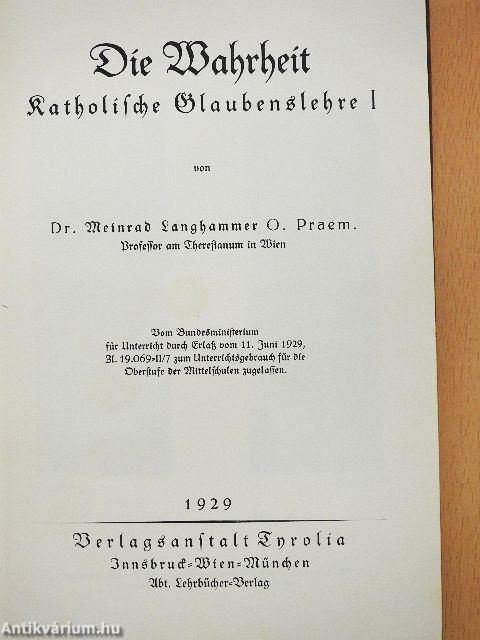 Die Wahrheit
Katholische Glaubenslehre I
von
Dr. Meinrad Langhammer O. Praem.
Professor am Theresianum in Wien
Vom Bundesministerium
für Unterricht durch Erlaß vom 11. Juni 1929,
Zl. 19.069-II/7 zum Unterrichtsgebrauch für die
Oberstufe der Mittelschulen zugelassen.
1929
Verlagsanstalt Tyrolia
Innsbruck-Wien-München
Abt. Lehrbücher-Verlag
Antikvárium.hu